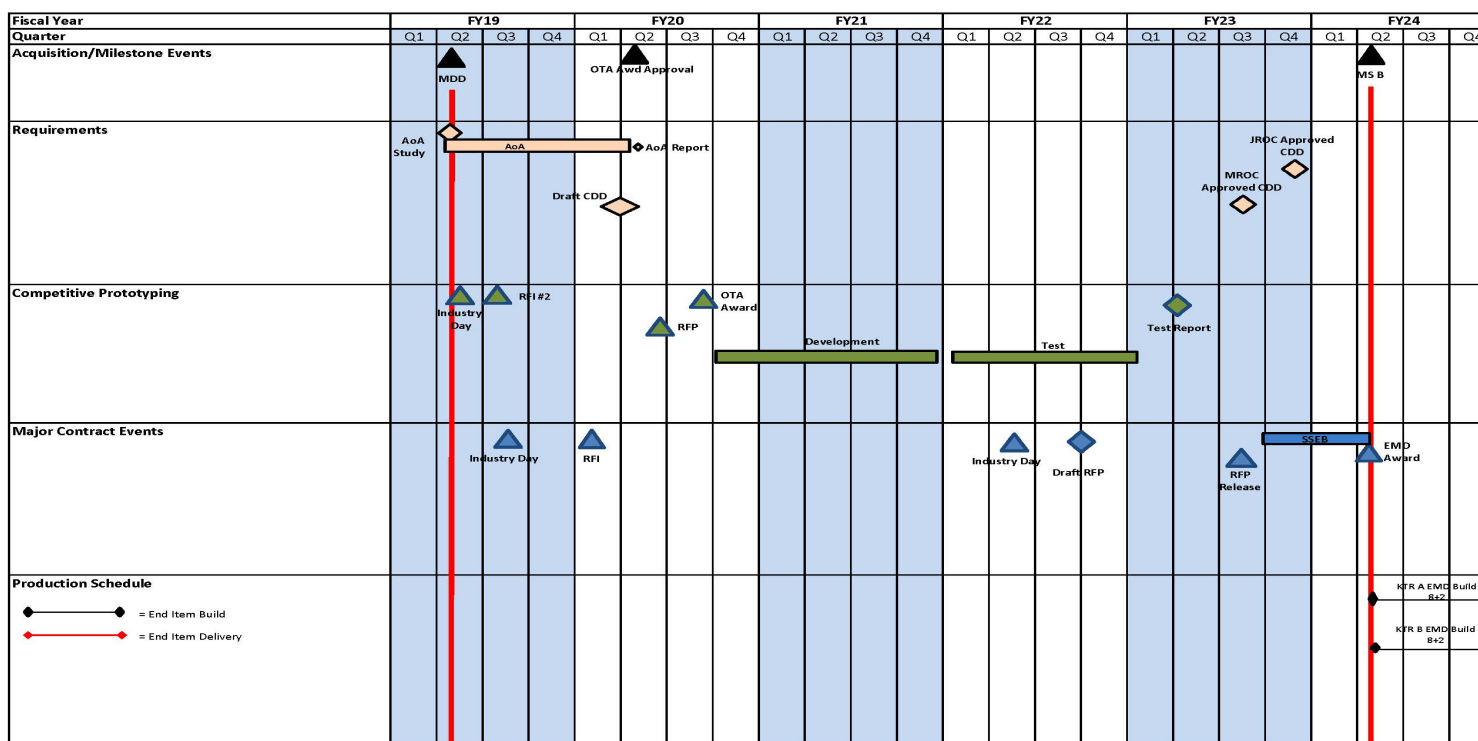 Fiscal Year FY19 FY20 FY21 FY22 FY23 FY24
Quarter Q1 Q2 Q3 Q4 Q1 Q2 Q3 Q4 Q1 Q2 Q3 Q4 Q1 Q2 Q3 Q4 Q1 Q2 Q3 Q4 Q1 Q2 Q3 Q4
Acquisition/Milestone Events
MDD
OTA Awd Approval
MS B
Requirements
AoA
Study
AoA
AoA Report
Draft CDD
JROC Approved
CDD
MROC
Approved CDD
Competitive Prototyping
Industry
Day
RFI #2
RFP
OTA
Award
Development
Test
Test Report
Major Contract Events
Industry Day
RFI
Industry Day
Draft RFP
RFP
Release
SSEB
EMD
Award
Production Schedule
= End Item Build
= End Item Delivery
KTR A EMD Build
8+2
KTR B EMD Build
8+2